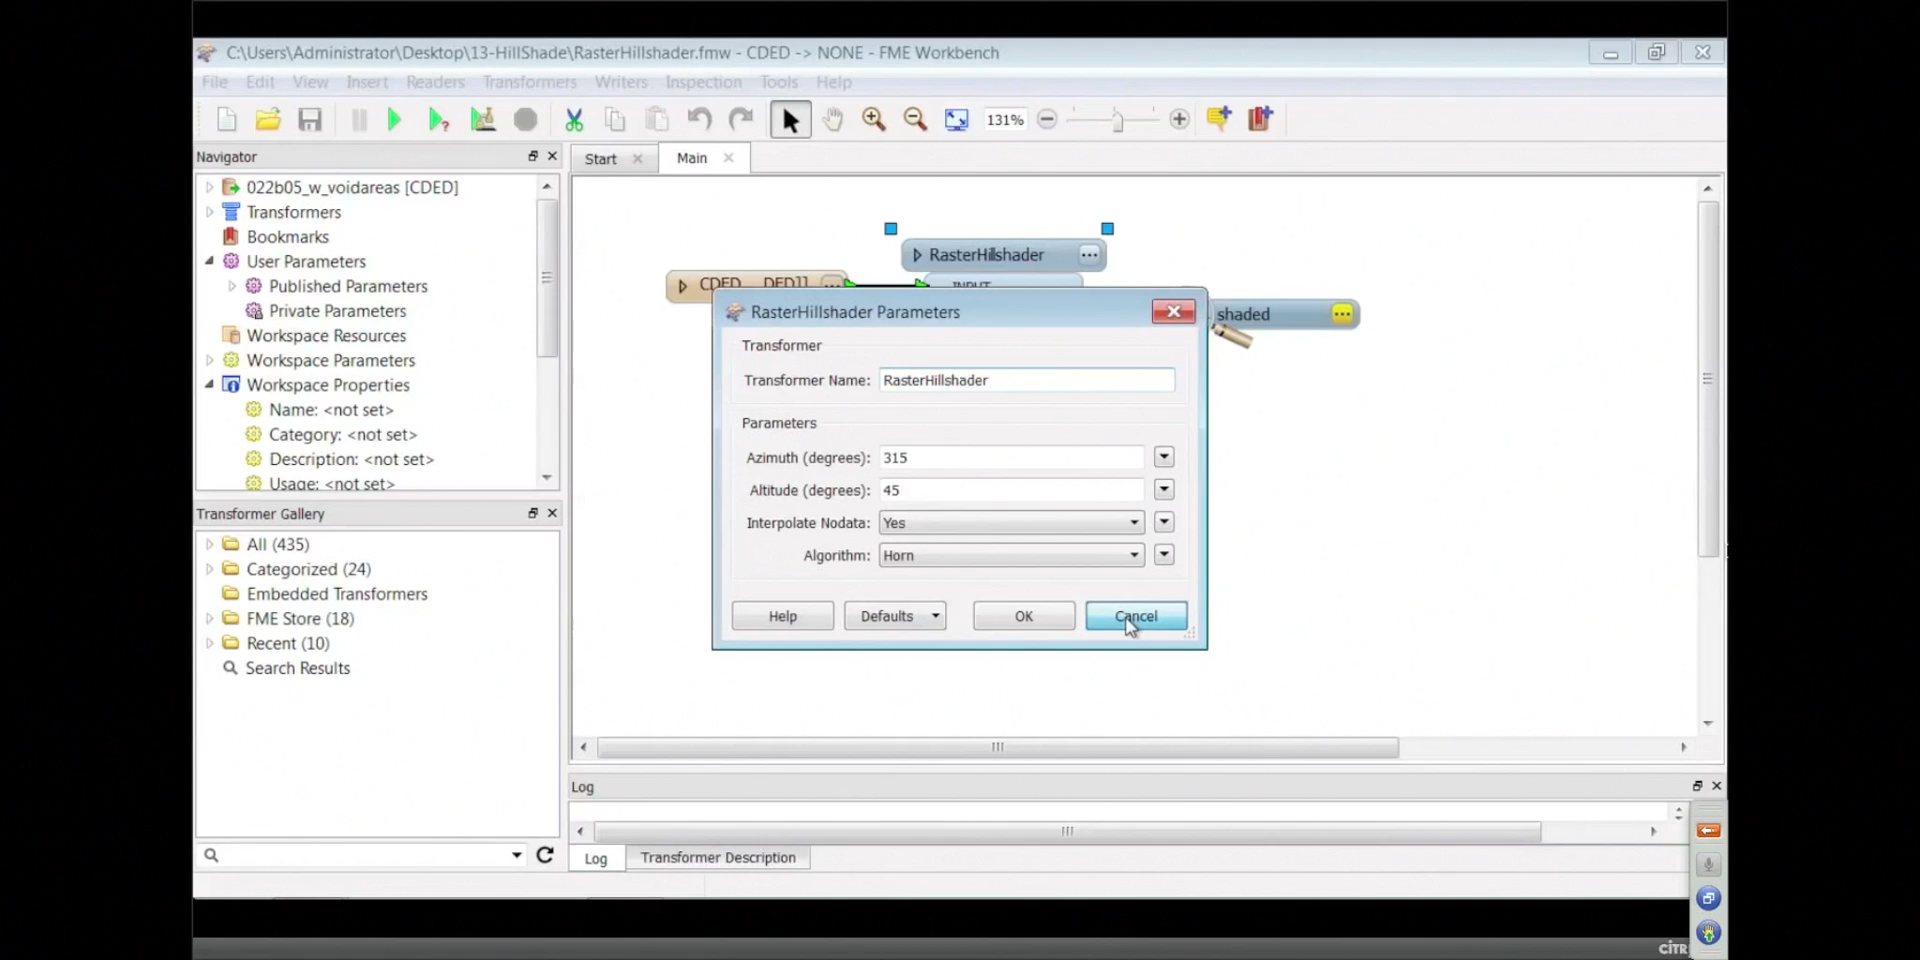 C:\Users\Administrator\Desktop\13-HillShade\RasterHillshader.fmw - CDED -> NONE - FME Workbench
File Edit View Insert Readers Transformers Writers Inspection Tools Help
131%
Navigator
022b05_w_voidareas [CDED]
Transformers
Bookmarks
User Parameters
Published Parameters
Private Parameters
Workspace Resources
Workspace Parameters
Workspace Properties
Name: <not set>
Category: <not set>
Description: <not set>
Usage: <not set>
Transformer Gallery
All (435)
Categorized (24)
Embedded Transformers
FME Store (18)
Recent (10)
Search Results
Start
Main
RasterHillshader
INPUT
shaded
RasterHillshader Parameters
Transformer
Transformer Name: RasterHillshader
Parameters
Azimuth (degrees): 315
Altitude (degrees): 45
Interpolate Nodata: Yes
Algorithm: Horn
Help Defaults OK Cancel
Log
Log Transformer Description